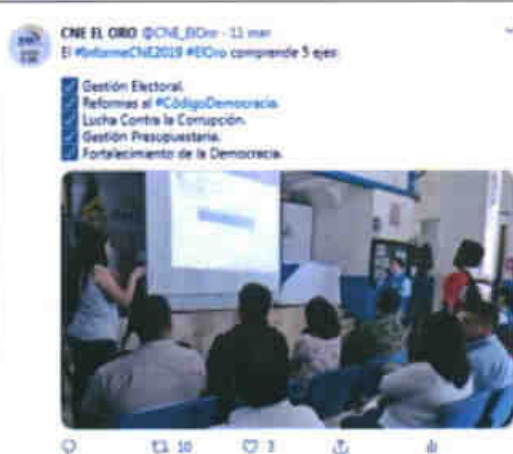 CNE EL ORO @CNE_ElOro - 11 mar
El #InformeCNE2019 #ElOro comprende 5 ejes:
Gestión Electoral.
Reformas al #CódigoDemocracia.
Lucha Contra la Corrupción.
Gestión Presupuestaria.
Fortalecimiento de la Democracia.
10 3